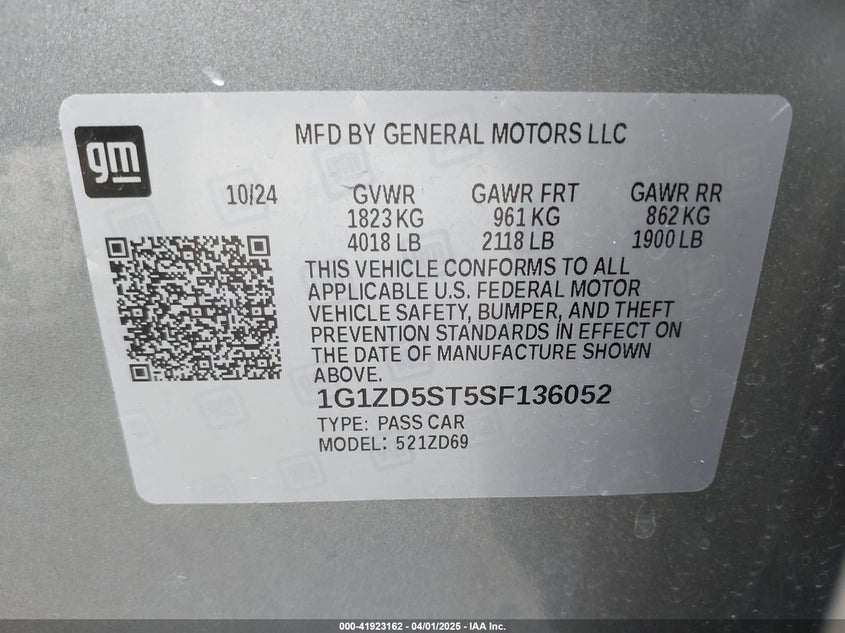 gm
MFD BY GENERAL MOTORS LLC
10/24 GVWR GAWR FRT GAWR RR
1823 KG 961 KG 862 KG
4018 LB 2118 LB 1900 LB
THIS VEHICLE CONFORMS TO ALL
APPLICABLE U.S. FEDERAL MOTOR
VEHICLE SAFETY, BUMPER, AND THEFT
PREVENTION STANDARDS IN EFFECT ON
THE DATE OF MANUFACTURE SHOWN
ABOVE.
1G1ZD5ST5SF136052
TYPE: PASS CAR
MODEL: 521ZD69
000-41923162 - 04/01/2025 - IAA Inc.